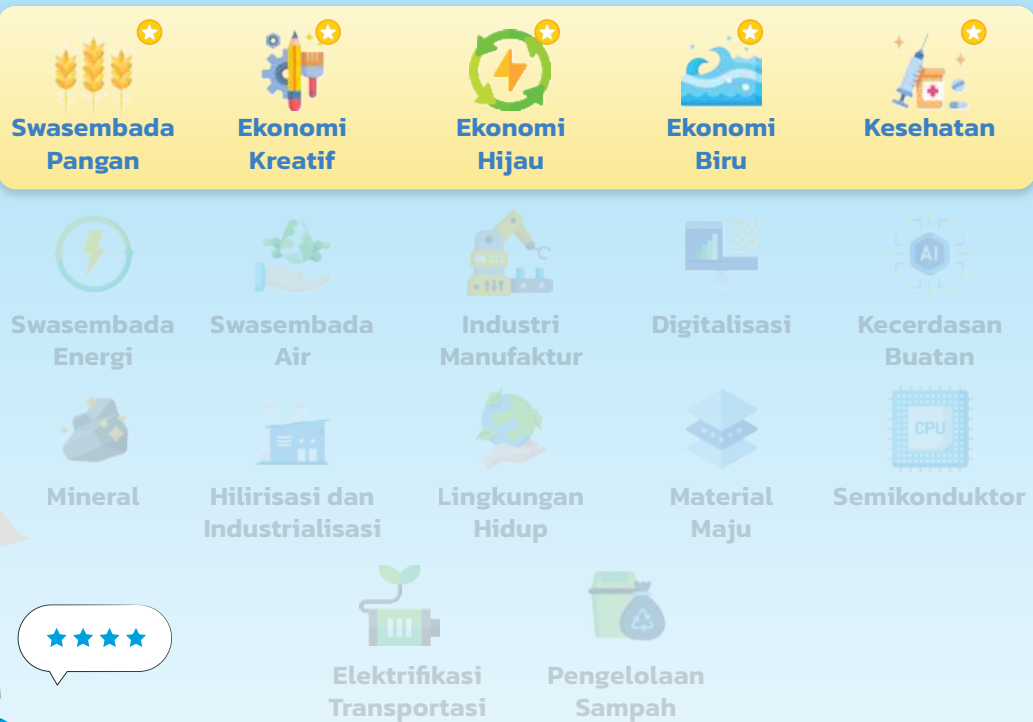 Swasembada
Pangan
Ekonomi
Kreatif
Ekonomi
Hijau
Ekonomi
Biru
Kesehatan
Swasembada
Energi
Swasembada
Air
Industri
Manufaktur
Digitalisasi
AI
Kecerdasan
Buatan
Mineral
Hilirisasi dan
Industrialisasi
Lingkungan
Hidup
Material
Maju
CPU
Semikonduktor
Elektrifikasi
Transportasi
Pengelolaan
Sampah